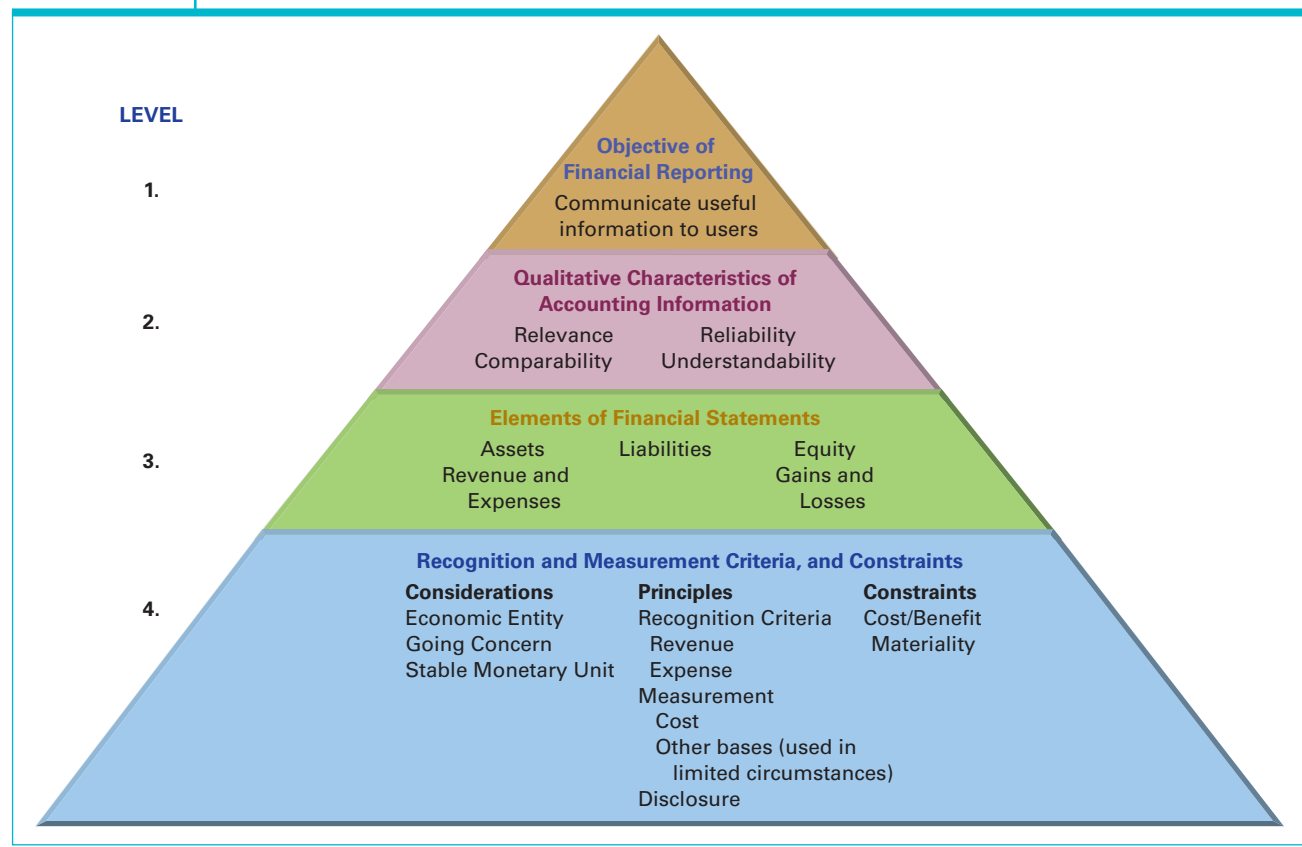 LEVEL
1.
Objective of
Financial Reporting
Communicate useful
information to users
2.
Qualitative Characteristics of
Accounting Information
Relevance Reliability
Comparability Understandability
3.
Elements of Financial Statements
Assets Liabilities Equity
Revenue and Gains and
Expenses Losses
4.
Recognition and Measurement Criteria, and Constraints
Considerations
Economic Entity
Going Concern
Stable Monetary Unit
Principles
Recognition Criteria
Revenue
Expense
Measurement
Cost
Other bases (used in
limited circumstances)
Disclosure
Constraints
Cost/Benefit
Materiality